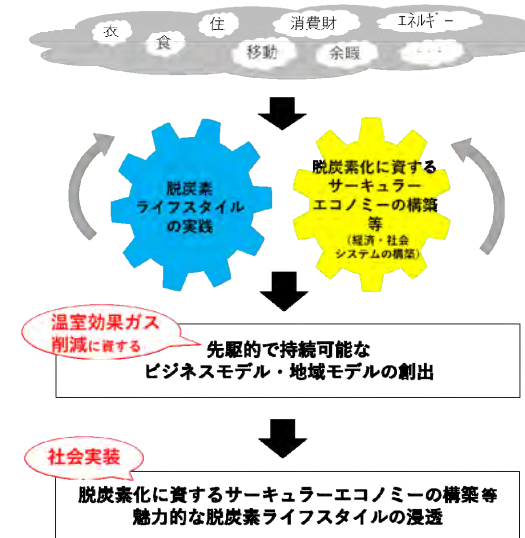 衣
食
住
移動
消費財
余暇
エネルギー
・・・
脱炭素
ライフスタイル
の実践
脱炭素化に資する
サーキュラー
エコノミーの構築
等
(経済・社会
システムの構築)
温室効果ガス
削減に資する
先駆的で持続可能な
ビジネスモデル・地域モデルの創出
社会実装
脱炭素化に資するサーキュラーエコノミーの構築等
魅力的な脱炭素ライフスタイルの浸透